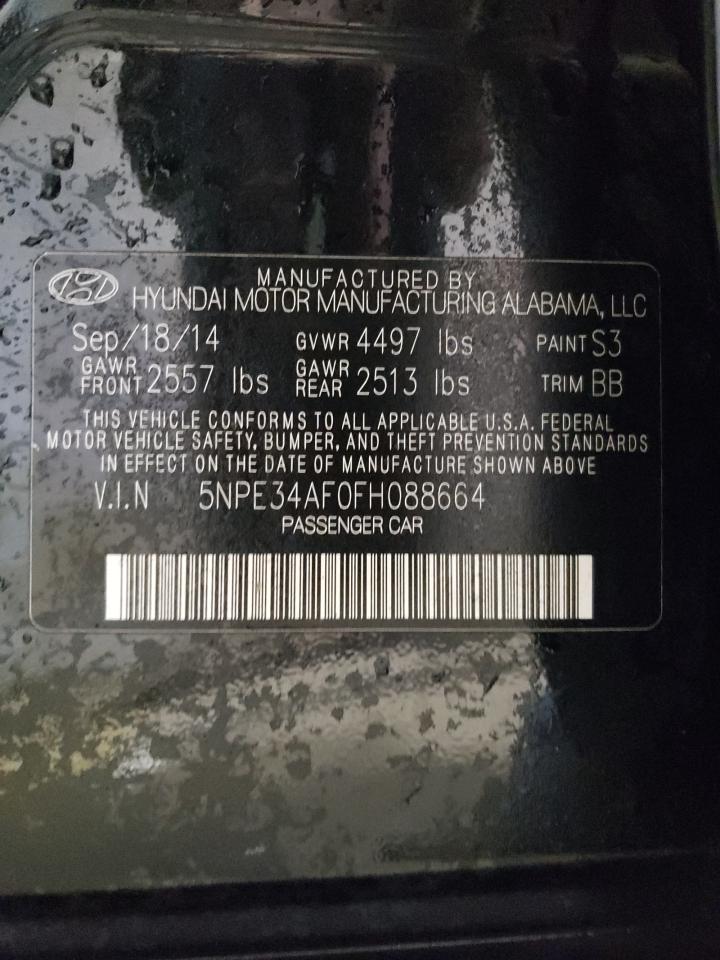 MANUFACTURED BY
HYUNDAI MOTOR MANUFACTURING ALABAMA, LLC
Sep/18/14 GVWR 4497 lbs PAINT S3
GAWR FRONT 2557 lbs GAWR REAR 2513 lbs TRIM BB
THIS VEHICLE CONFORMS TO ALL APPLICABLE U.S.A. FEDERAL
MOTOR VEHICLE SAFETY, BUMPER, AND THEFT PREVENTION STANDARDS
IN EFFECT ON THE DATE OF MANUFACTURE SHOWN ABOVE
V.I.N 5NPE34AF0FH088664
PASSENGER CAR